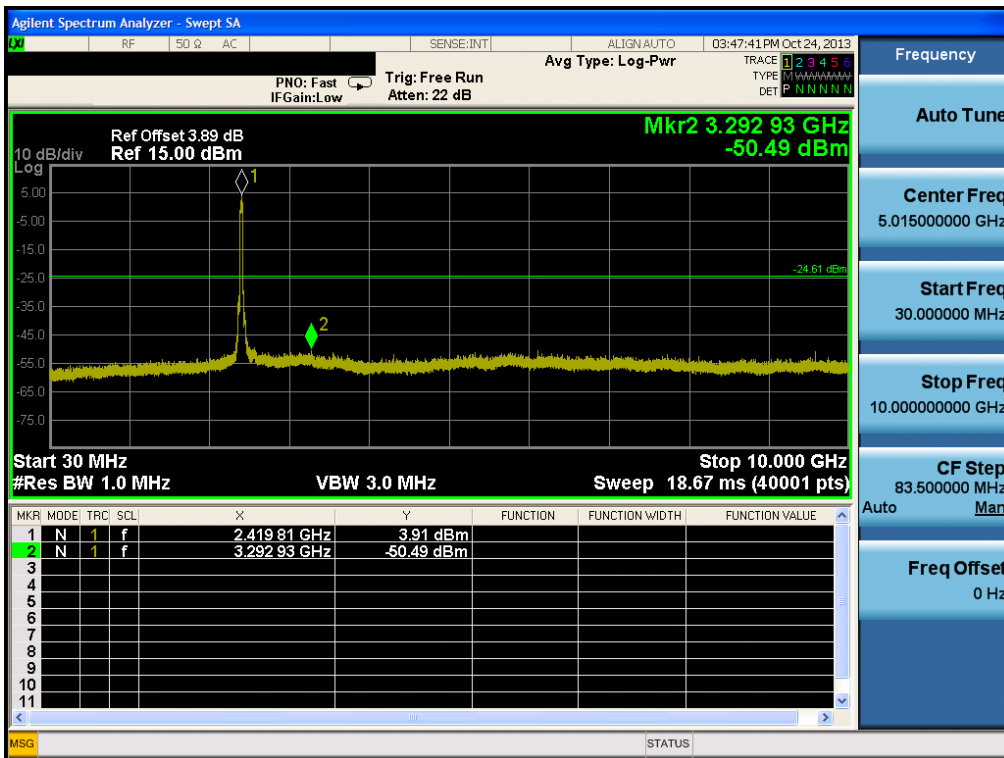 Agilent Spectrum Analyzer - Swept SA
LXI RF 50 Ω AC SENSE:INT ALIGN AUTO 03:47:41 PM Oct 24, 2013
PNO: Fast
IFGain:Low
Trig: Free Run
Atten: 22 dB
Avg Type: Log-Pwr
TRACE 1 2 3 4 5 6
TYPE M
DET P N N N N N
Mkr2 3.292 93 GHz
-50.49 dBm
Ref Offset 3.89 dB
10 dB/div Ref 15.00 dBm
Log
1
5.00
-5.00
-15.0
-24.61 dBm
-25.0
-35.0
2
-45.0
-55.0
-65.0
-75.0
Start 30 MHz Stop 10.000 GHz
#Res BW 1.0 MHz VBW 3.0 MHz Sweep 18.67 ms (40001 pts)
MKR MODE TRC SCL X Y FUNCTION FUNCTION WIDTH FUNCTION VALUE
1 N 1 f 2.419 81 GHz 3.91 dBm
2 N 1 f 3.292 93 GHz -50.49 dBm
3
4
5
6
7
8
9
10
11
MSG STATUS
Frequency
Auto Tune
Center Freq
5.015000000 GHz
Start Freq
30.000000 MHz
Stop Freq
10.000000000 GHz
CF Step
83.500000 MHz
Auto Man
Freq Offset
0 Hz